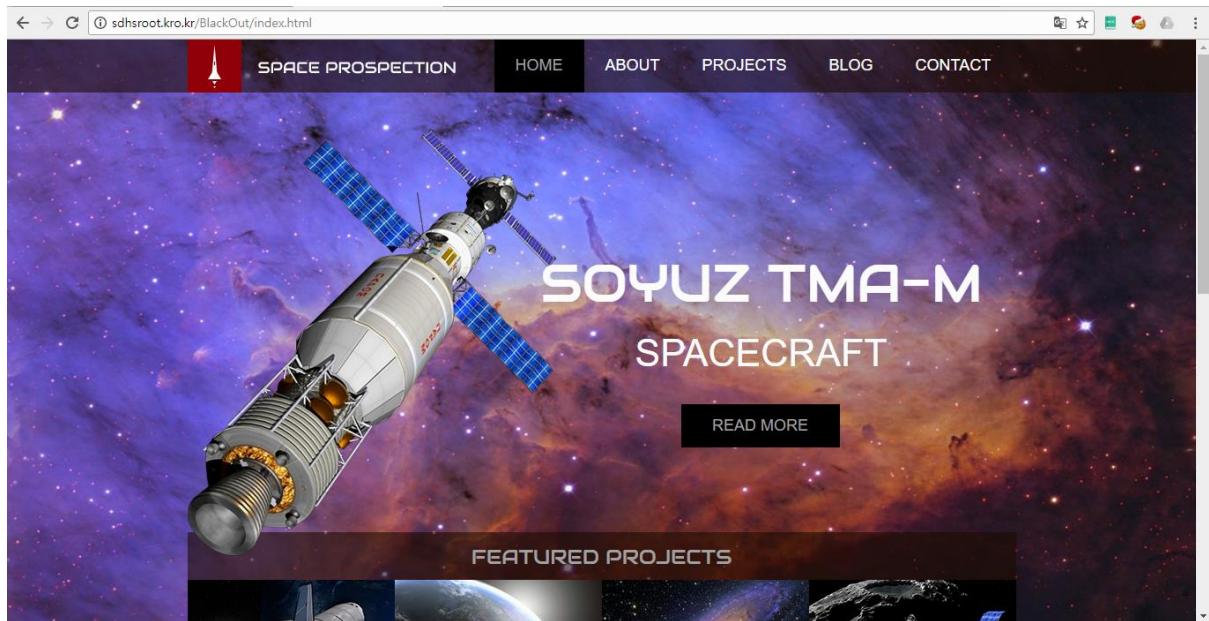 sdhsroot.kro.kr/BlackOut/index.html
SPACE PROSPECTION HOME ABOUT PROJECTS BLOG CONTACT
SOYUZ TMA-M
SPACECRAFT
READ MORE
FEATURED PROJECTS